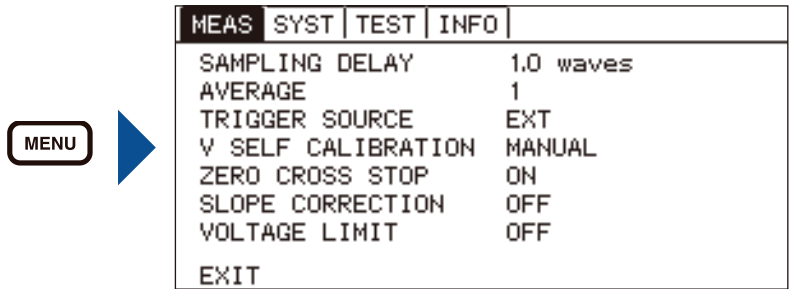 MENU
MEAS SYST TEST INFO
SAMPLING DELAY 1.0 waves
AVERAGE 1
TRIGGER SOURCE EXT
V SELF CALIBRATION MANUAL
ZERO CROSS STOP ON
SLOPE CORRECTION OFF
VOLTAGE LIMIT OFF
EXIT